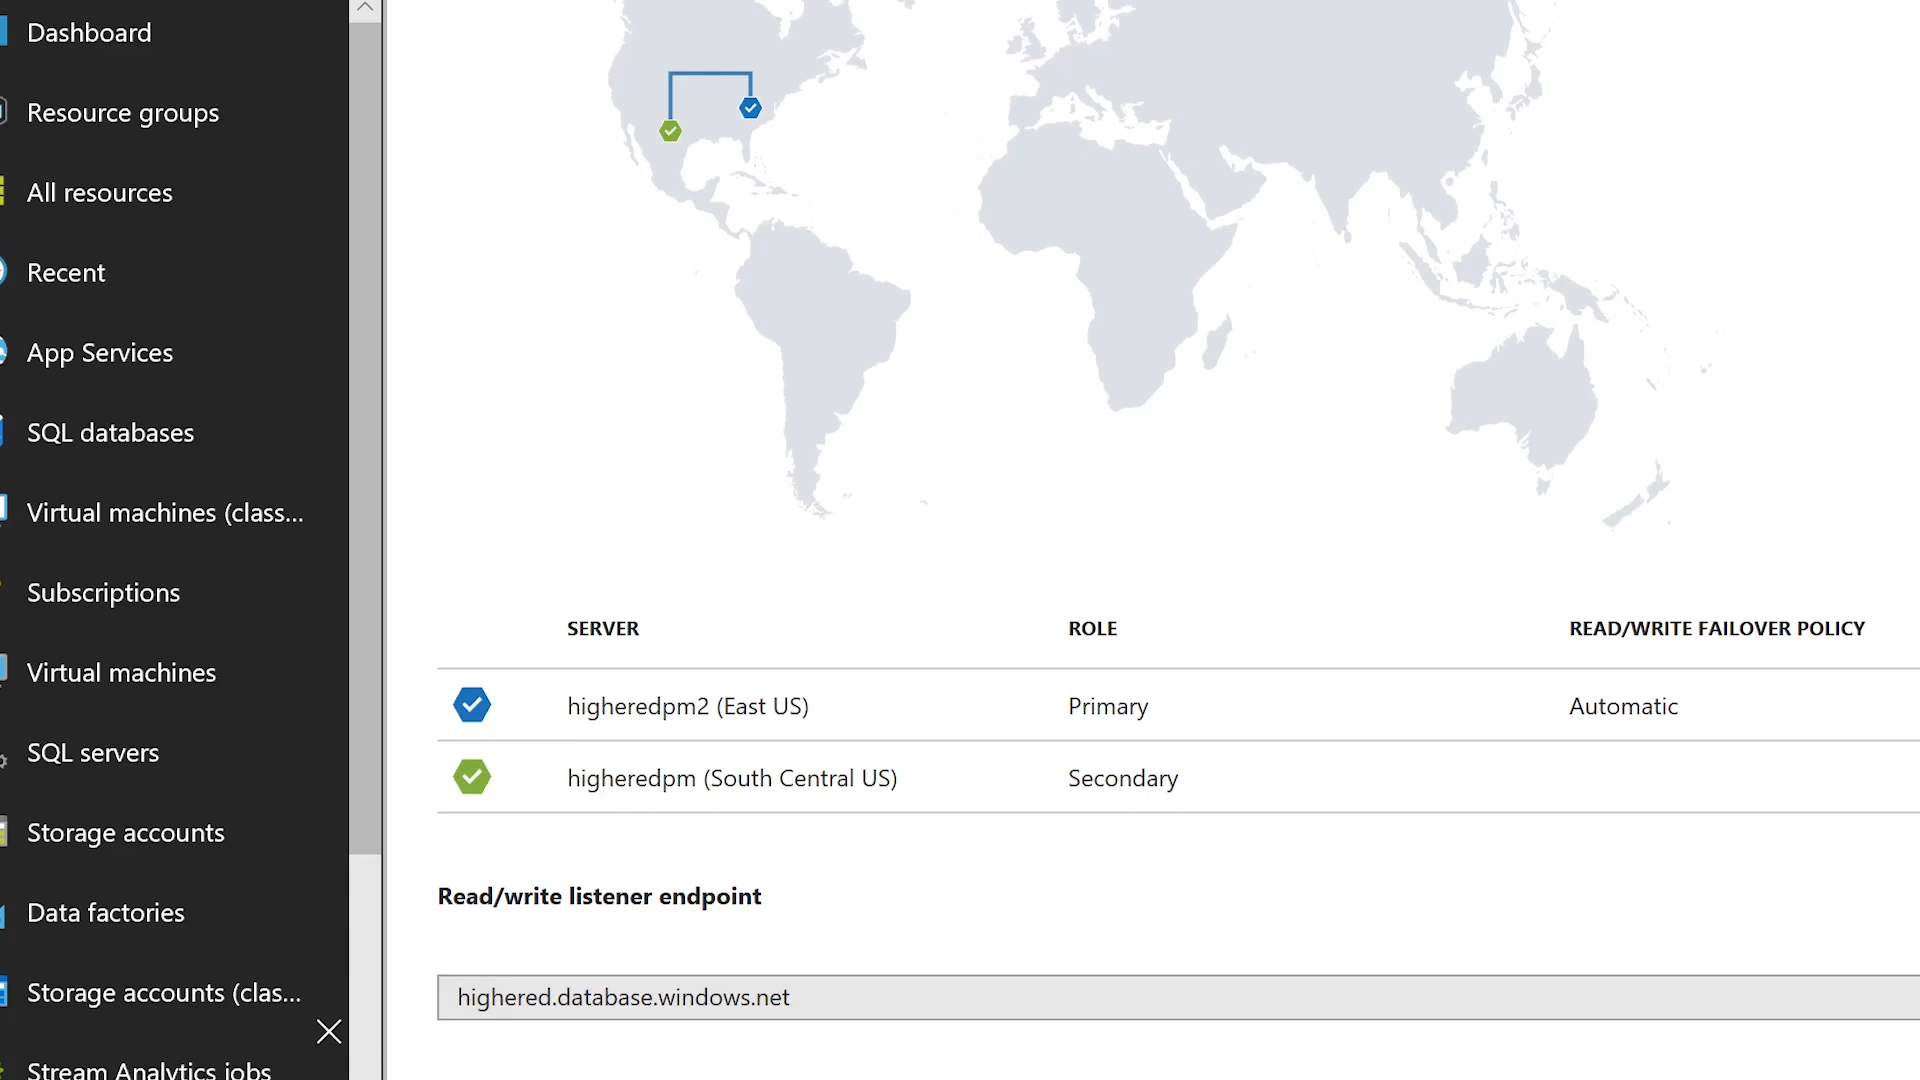 Dashboard
Resource groups
All resources
Recent
App Services
SQL databases
Virtual machines (class...
Subscriptions
Virtual machines
SQL servers
Storage accounts
Data factories
Storage accounts (clas...
Stream Analytics jobs
SERVER ROLE READ/WRITE FAILOVER POLICY
higheredpm2 (East US) Primary Automatic
higheredpm (South Central US) Secondary
Read/write listener endpoint
highered.database.windows.net